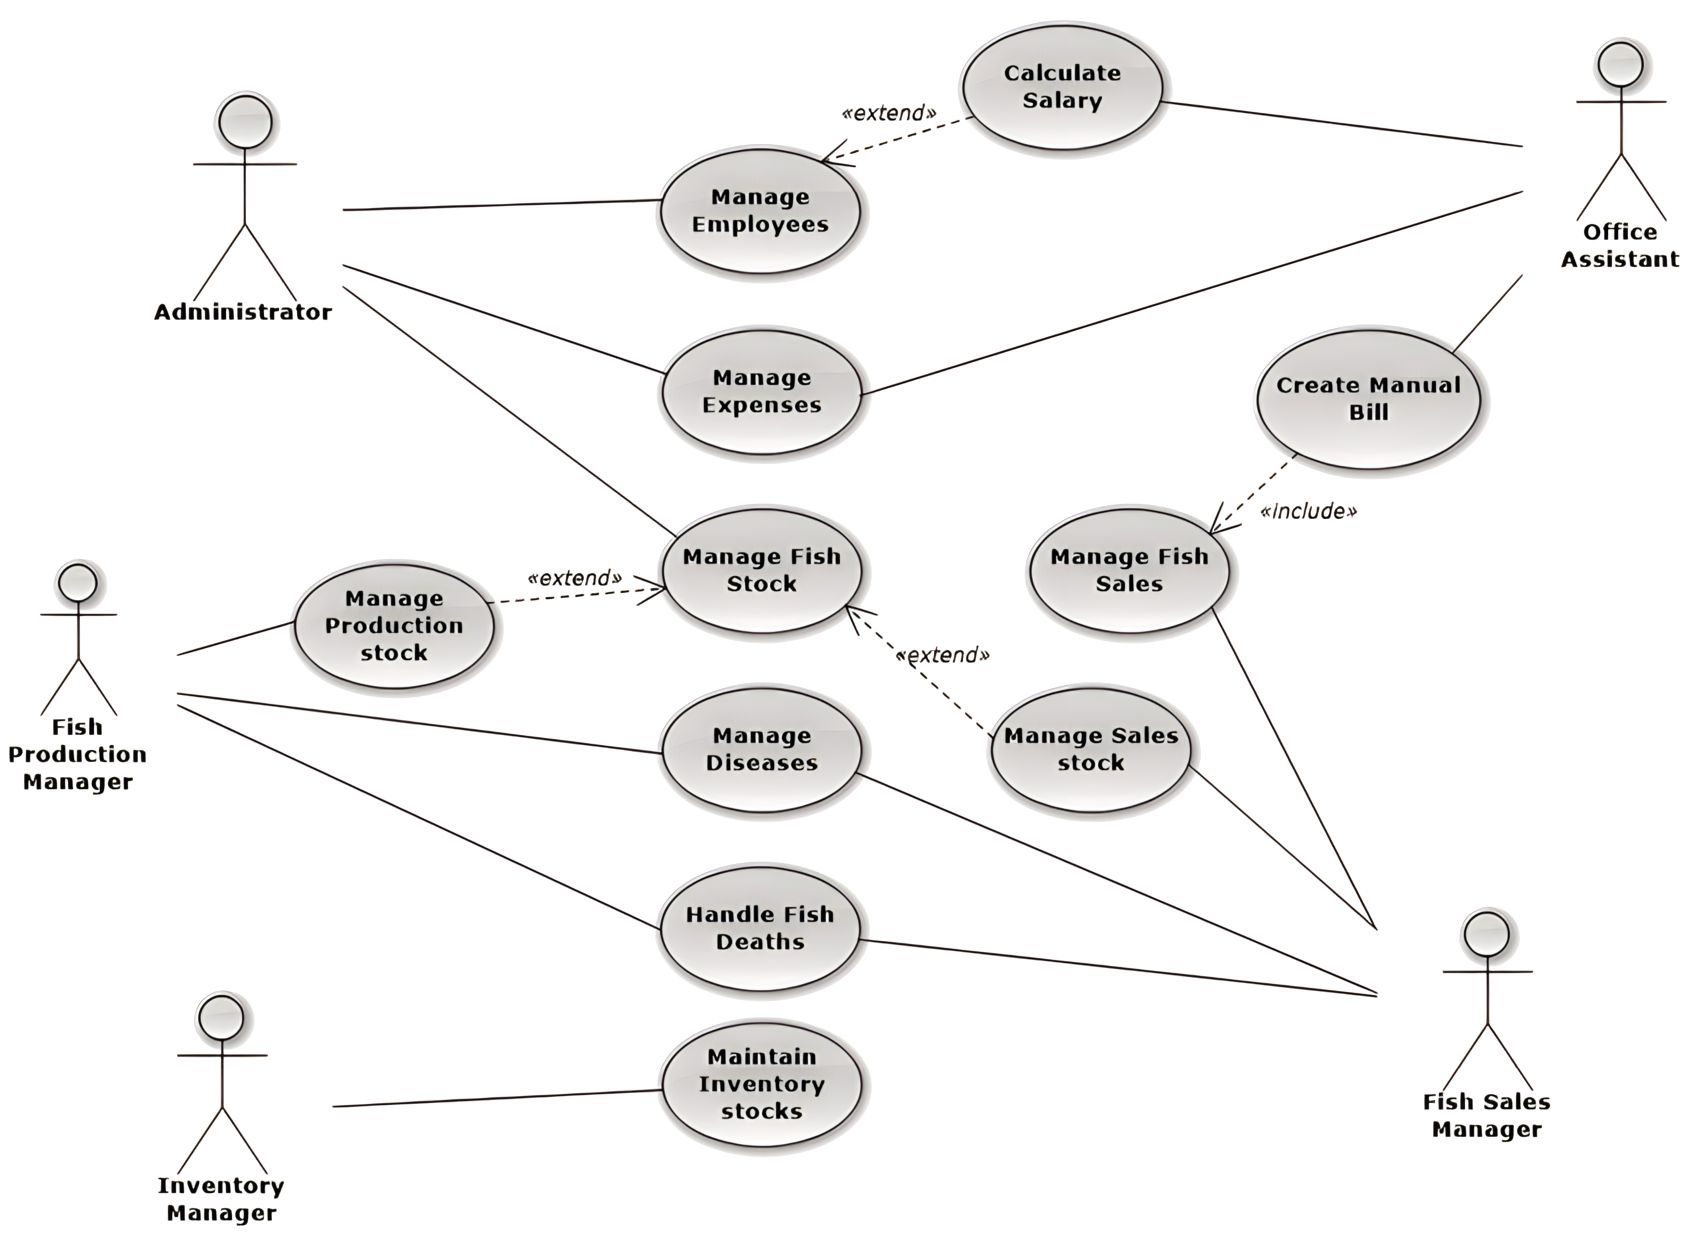 Calculate
Salary
«extend»
Manage
Employees
Office
Assistant
Administrator
Manage
Expenses
Create Manual
Bill
«include»
Manage Fish
Stock
Manage Fish
Sales
«extend»
Manage
Production
stock
«extend»
Fish
Production
Manager
Manage
Diseases
Manage Sales
stock
Handle Fish
Deaths
Maintain
Inventory
stocks
Fish Sales
Manager
Inventory
Manager